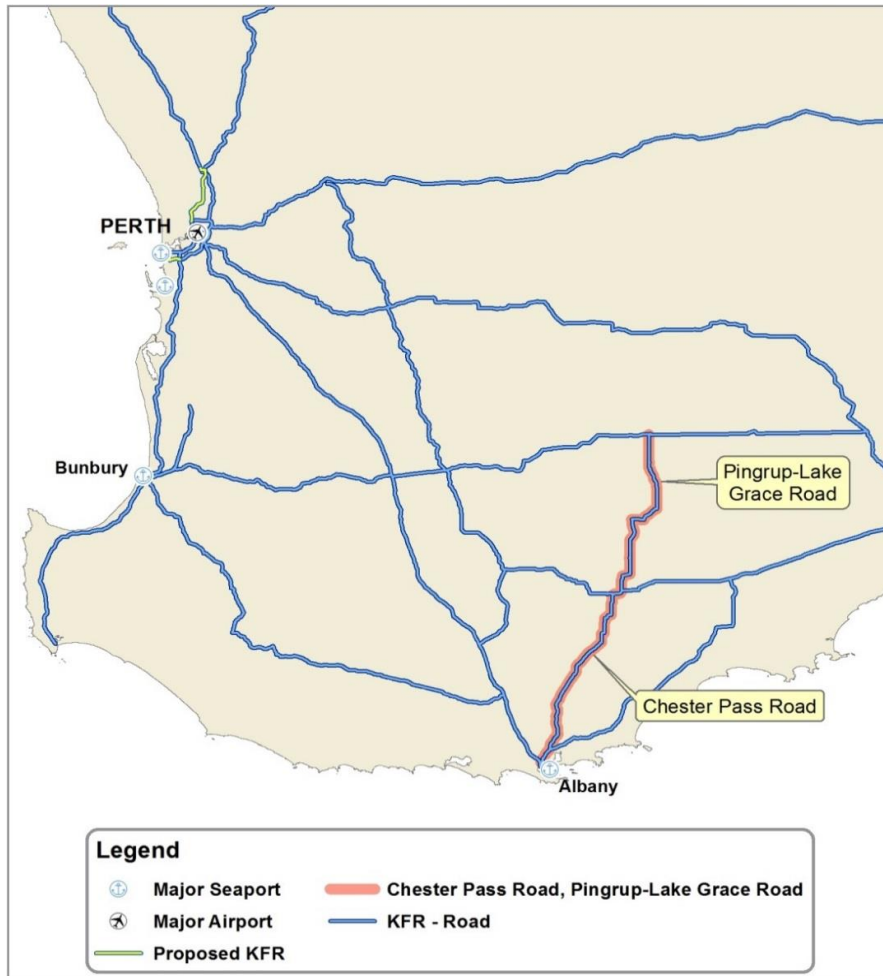 PERTH
Bunbury
Pingrup-Lake
Grace Road
Chester Pass Road
Albany
Legend
Major Seaport
Chester Pass Road, Pingrup-Lake Grace Road
Major Airport
KFR - Road
Proposed KFR